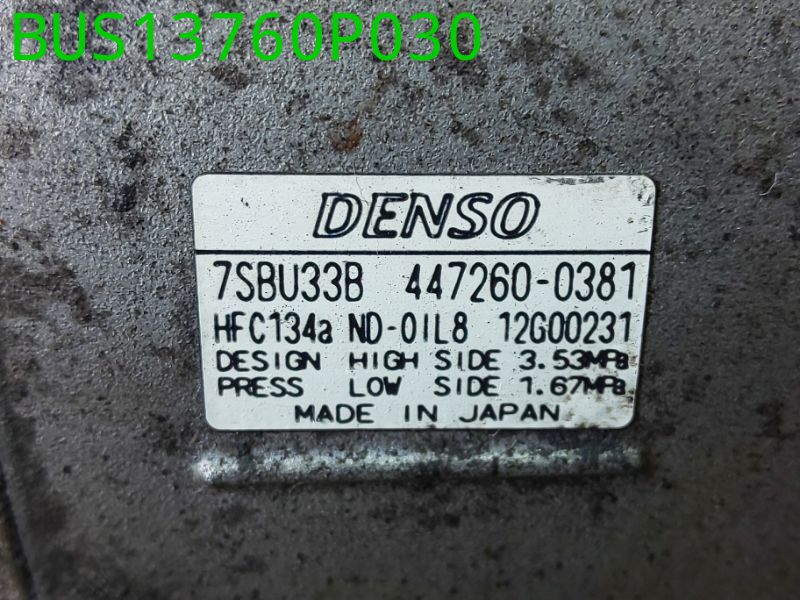 BUS13760P030
DENSO
7SBU33B 447260-0381
HFC134a ND-OIL8 12G00231
DESIGN HIGH SIDE 3.53MPa
PRESS LOW SIDE 1.67MPa
MADE IN JAPAN